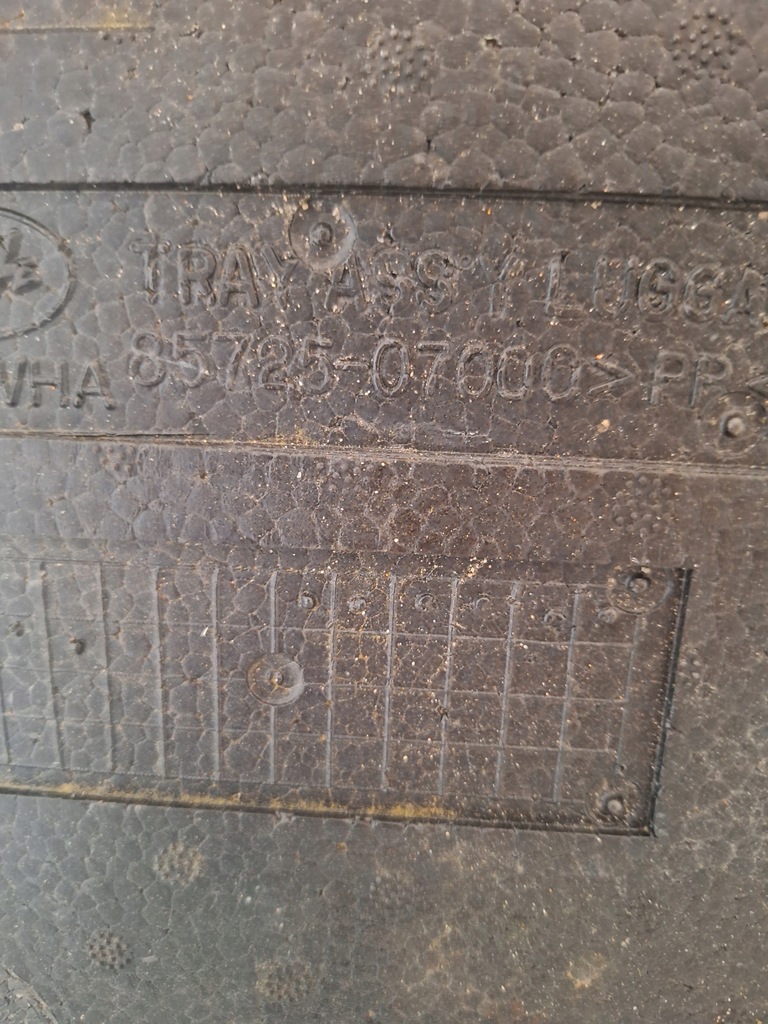 TRAY ASS'Y LUGGA
VHA 85725-07000 >PP<